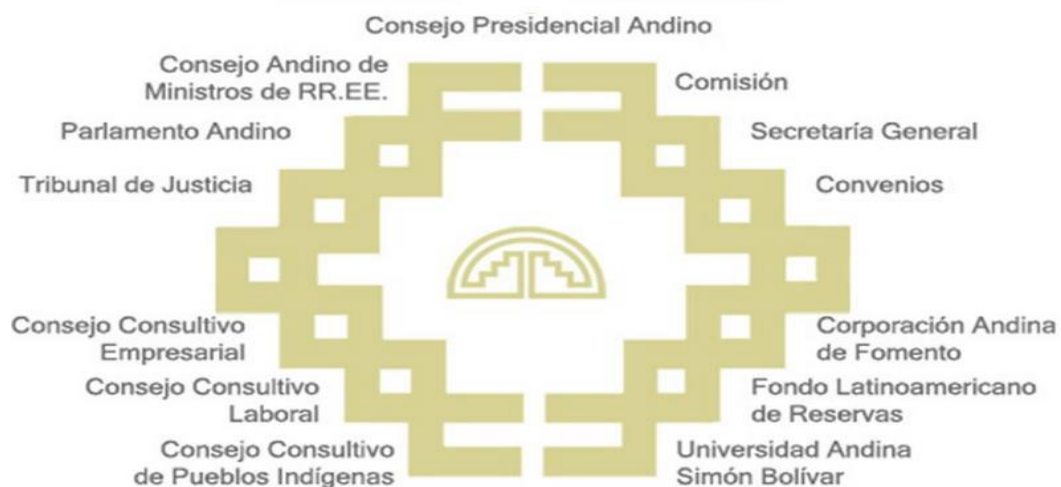 Consejo Presidencial Andino
Consejo Andino de
Ministros de RR.EE.
Comisión
Parlamento Andino
Secretaría General
Tribunal de Justicia
Convenios
Consejo Consultivo
Empresarial
Corporación Andina
de Fomento
Consejo Consultivo
Laboral
Fondo Latinoamericano
de Reservas
Consejo Consultivo
de Pueblos Indígenas
Universidad Andina
Simón Bolívar